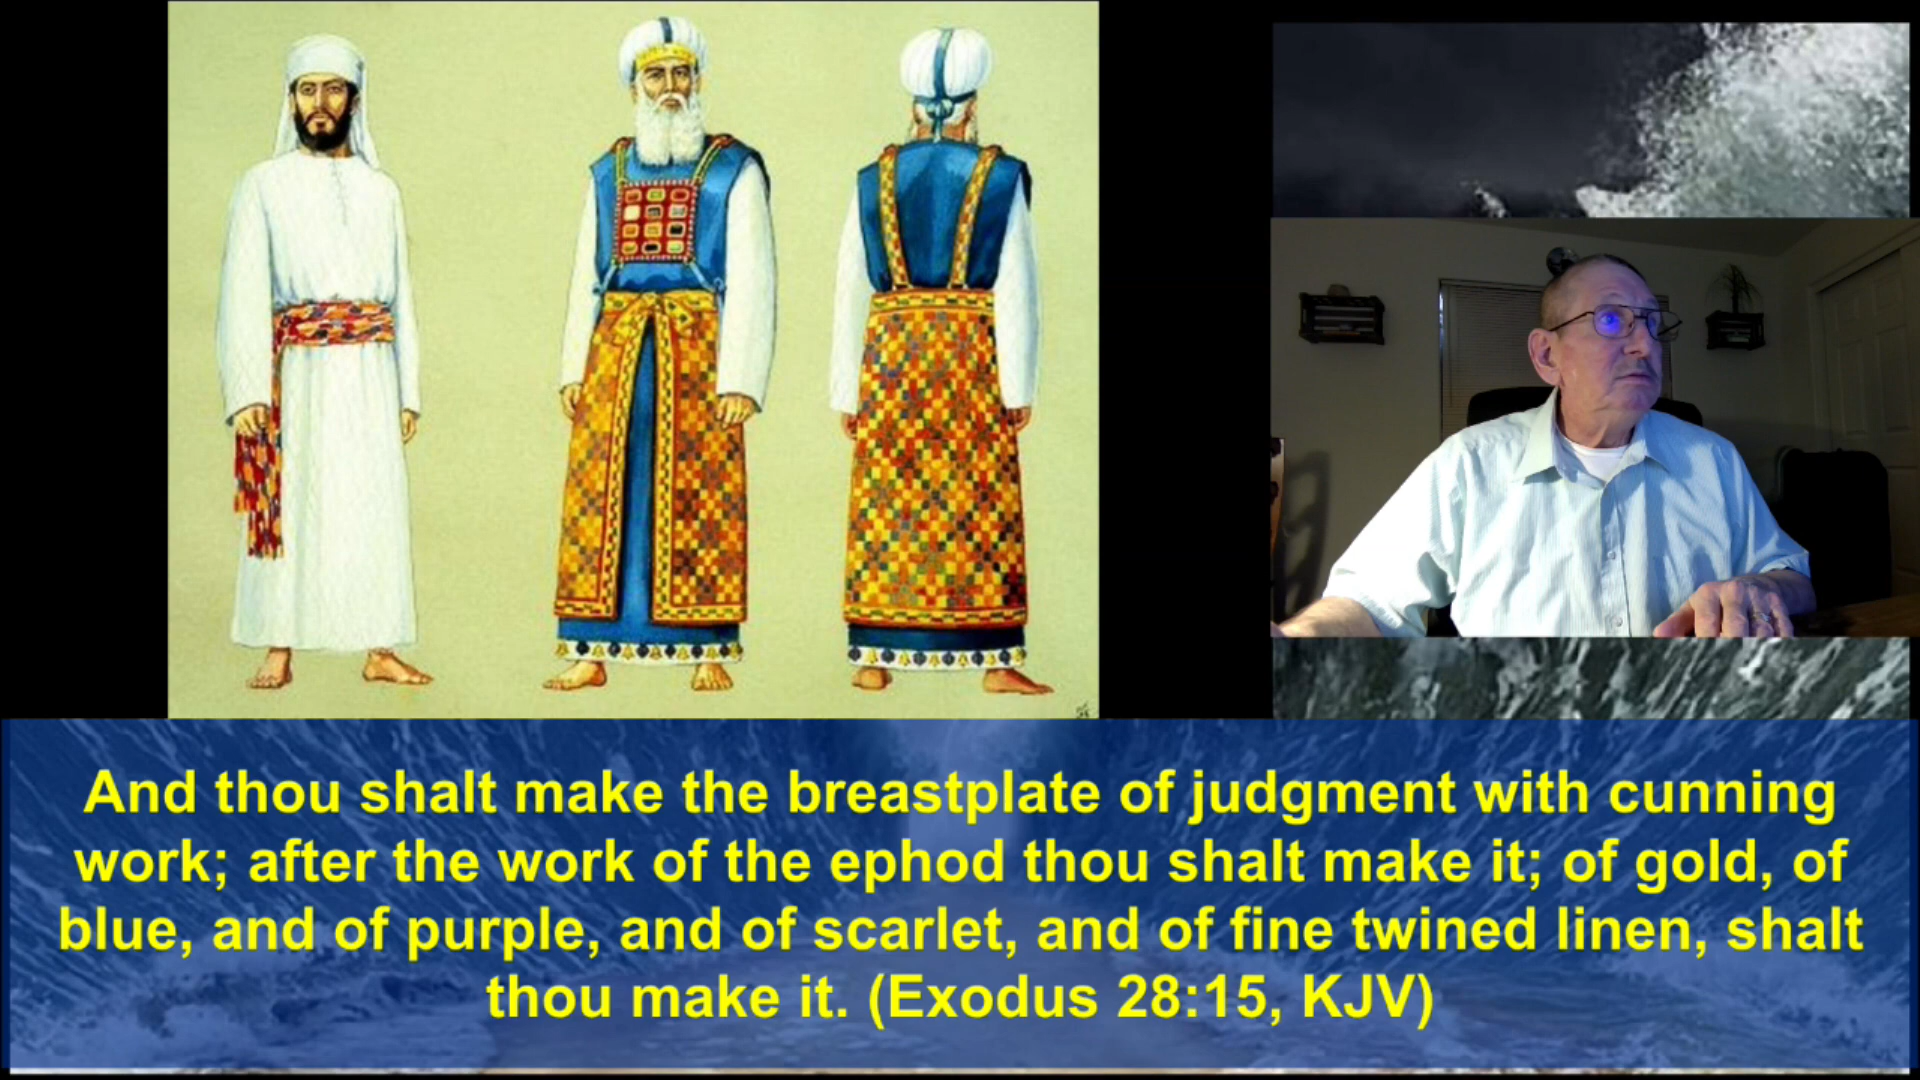 And thou shalt make the breastplate of judgment with cunning
work; after the work of the ephod thou shalt make it; of gold, of
blue, and of purple, and of scarlet, and of fine twined linen, shalt
thou make it. (Exodus 28:15, KJV)